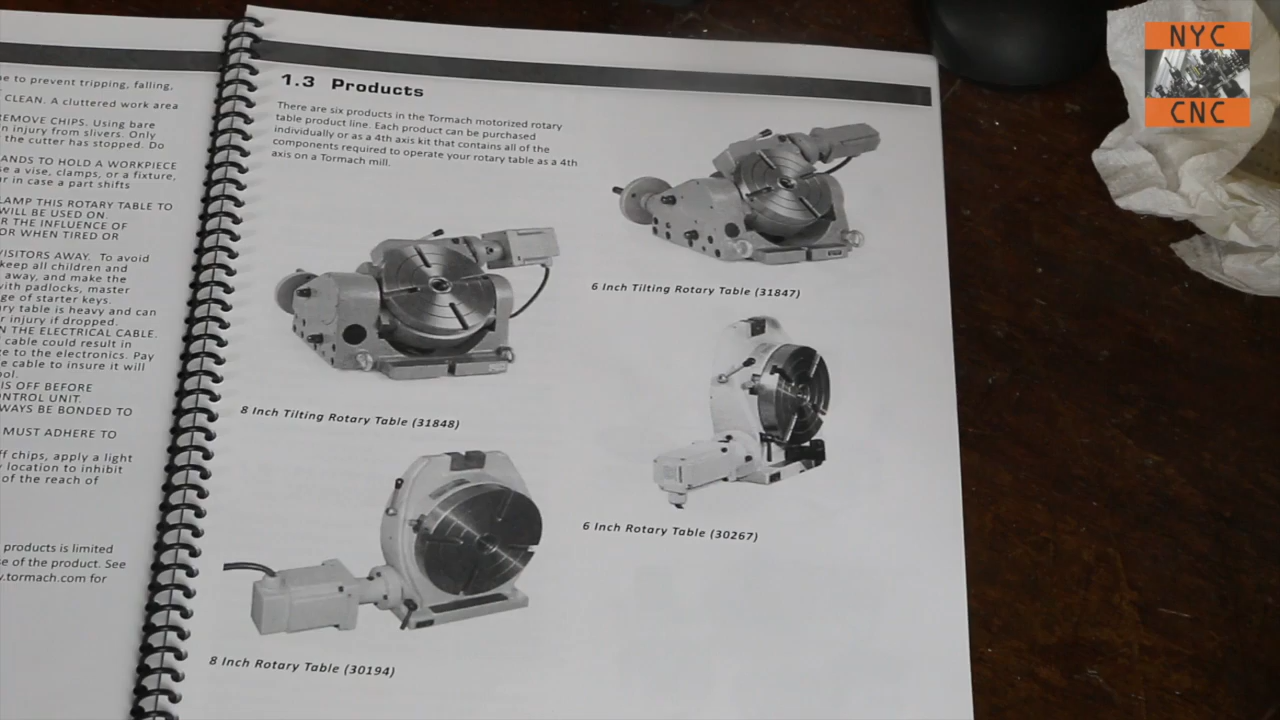 e to prevent tripping, falling,
CLEAN. A cluttered work area
REMOVE CHIPS. Using bare
n injury from slivers. Only
the cutter has stopped. Do
ANDS TO HOLD A WORKPIECE
e a vise, clamps, or a fixture,
r in case a part shifts
LAMP THIS ROTARY TABLE TO
WILL BE USED ON.
R THE INFLUENCE OF
OR WHEN TIRED OR
VISITORS AWAY. To avoid
keep all children and
away, and make the
with padlocks, master
ge of starter keys.
ry table is heavy and can
r injury if dropped.
N THE ELECTRICAL CABLE.
cable could result in
e to the electronics. Pay
e cable to insure it will
ool.
IS OFF BEFORE
ONTROL UNIT.
WAYS BE BONDED TO
MUST ADHERE TO
ff chips, apply a light
y location to inhibit
of the reach of
products is limited
se of the product. See
w.tormach.com for
1.3 Products
There are six products in the Tormach motorized rotary
table product line. Each product can be purchased
individually or as a 4th axis kit that contains all of the
components required to operate your rotary table as a 4th
axis on a Tormach mill.
6 Inch Tilting Rotary Table (31847)
8 Inch Tilting Rotary Table (31848)
6 Inch Rotary Table (30267)
8 Inch Rotary Table (30194)
NYC
CNC